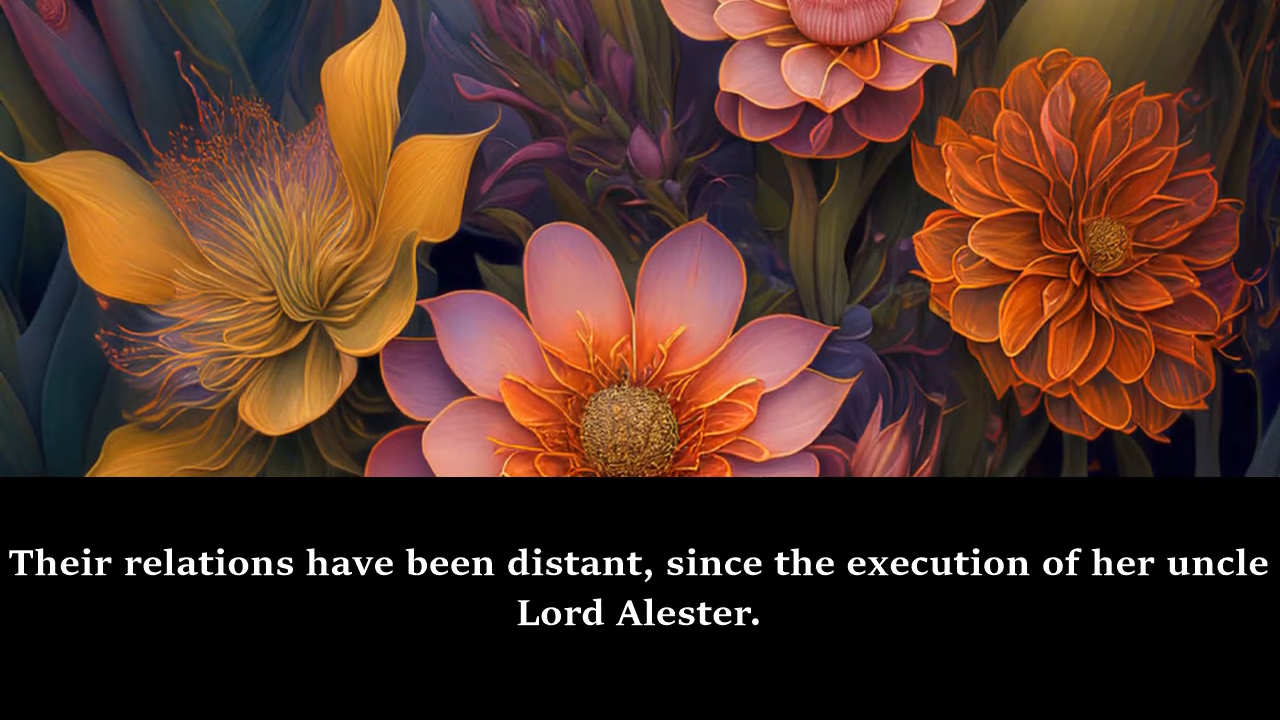 Their relations have been distant, since the execution of her uncle
Lord Alester.